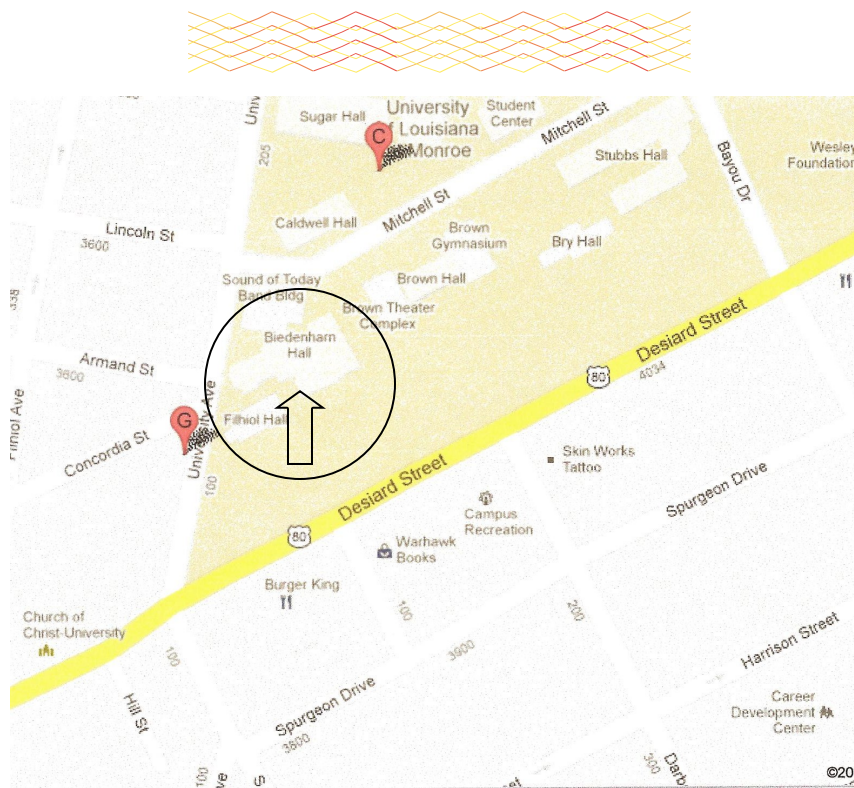 University
of Louisiana
Monroe
Student
Center
Sugar Hall
C
Mitchell St
205
Stubbs Hall
Bayou Dr
Wesley
Foundation
Caldwell Hall
Mitchell St
Lincoln St
3600
Brown
Gymnasium
Bry Hall
Sound of Today
Band Bldg
Brown Hall
Brown Theater
Complex
Biedenharn
Hall
Armand St
3800
Desiard Street
80
4034
Filhiol Ave
G
University Ave
Filhiol Hall
Concordia St
100
Skin Works
Tattoo
Spurgeon Drive
Desiard Street
Campus
Recreation
80
Warhawk
Books
Burger King
Church of
Christ-University
100
100
200
3900
Harrison Street
Hill St
Spurgeon Drive
3800
Career
Development
Center
100
300
©20